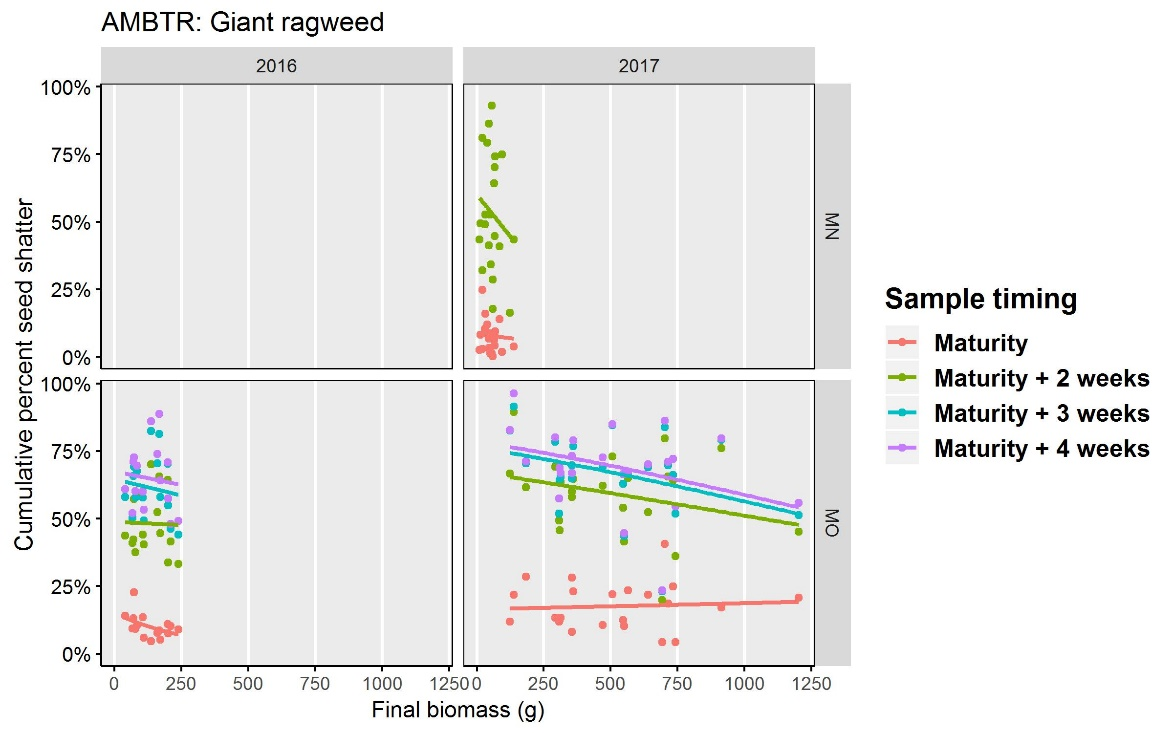 AMBTR: Giant ragweed
2016
2017
100%
75%
50%
25%
0%
MN
100%
75%
50%
25%
0%
MO
Cumulative percent seed shatter
0 250 500 750 1000 1250
0 250 500 750 1000 1250
Final biomass (g)
Sample timing
Maturity
Maturity + 2 weeks
Maturity + 3 weeks
Maturity + 4 weeks